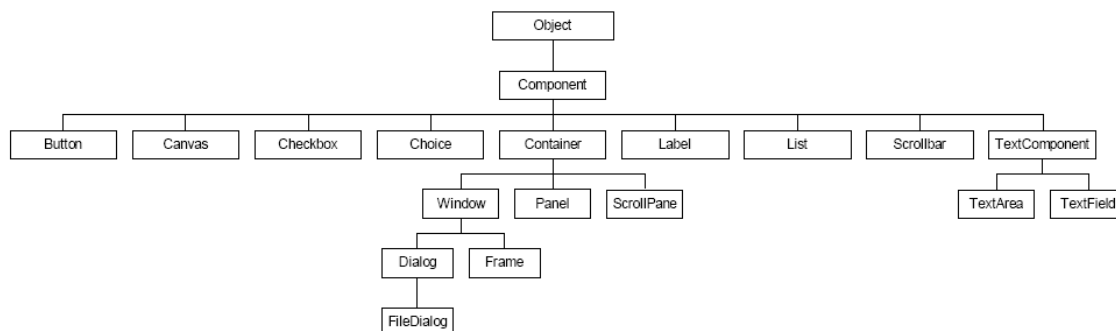 Object
Component
Button
Canvas
Checkbox
Choice
Container
Label
List
Scrollbar
TextComponent
Window
Panel
ScrollPane
TextArea
TextField
Dialog
Frame
FileDialog